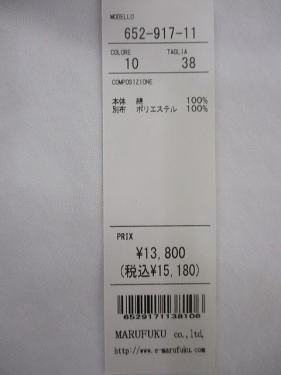 MODELLO
652-917-11
COLORE TAGLIA
10 38
COMPOSIZIONE
本体 綿 100%
別布 ポリエステル 100%
PRIX
¥13,800
(税込¥15,180)
6529171138106
MARUFUKU co.,ltd,
http://www.e-marufuku.com/